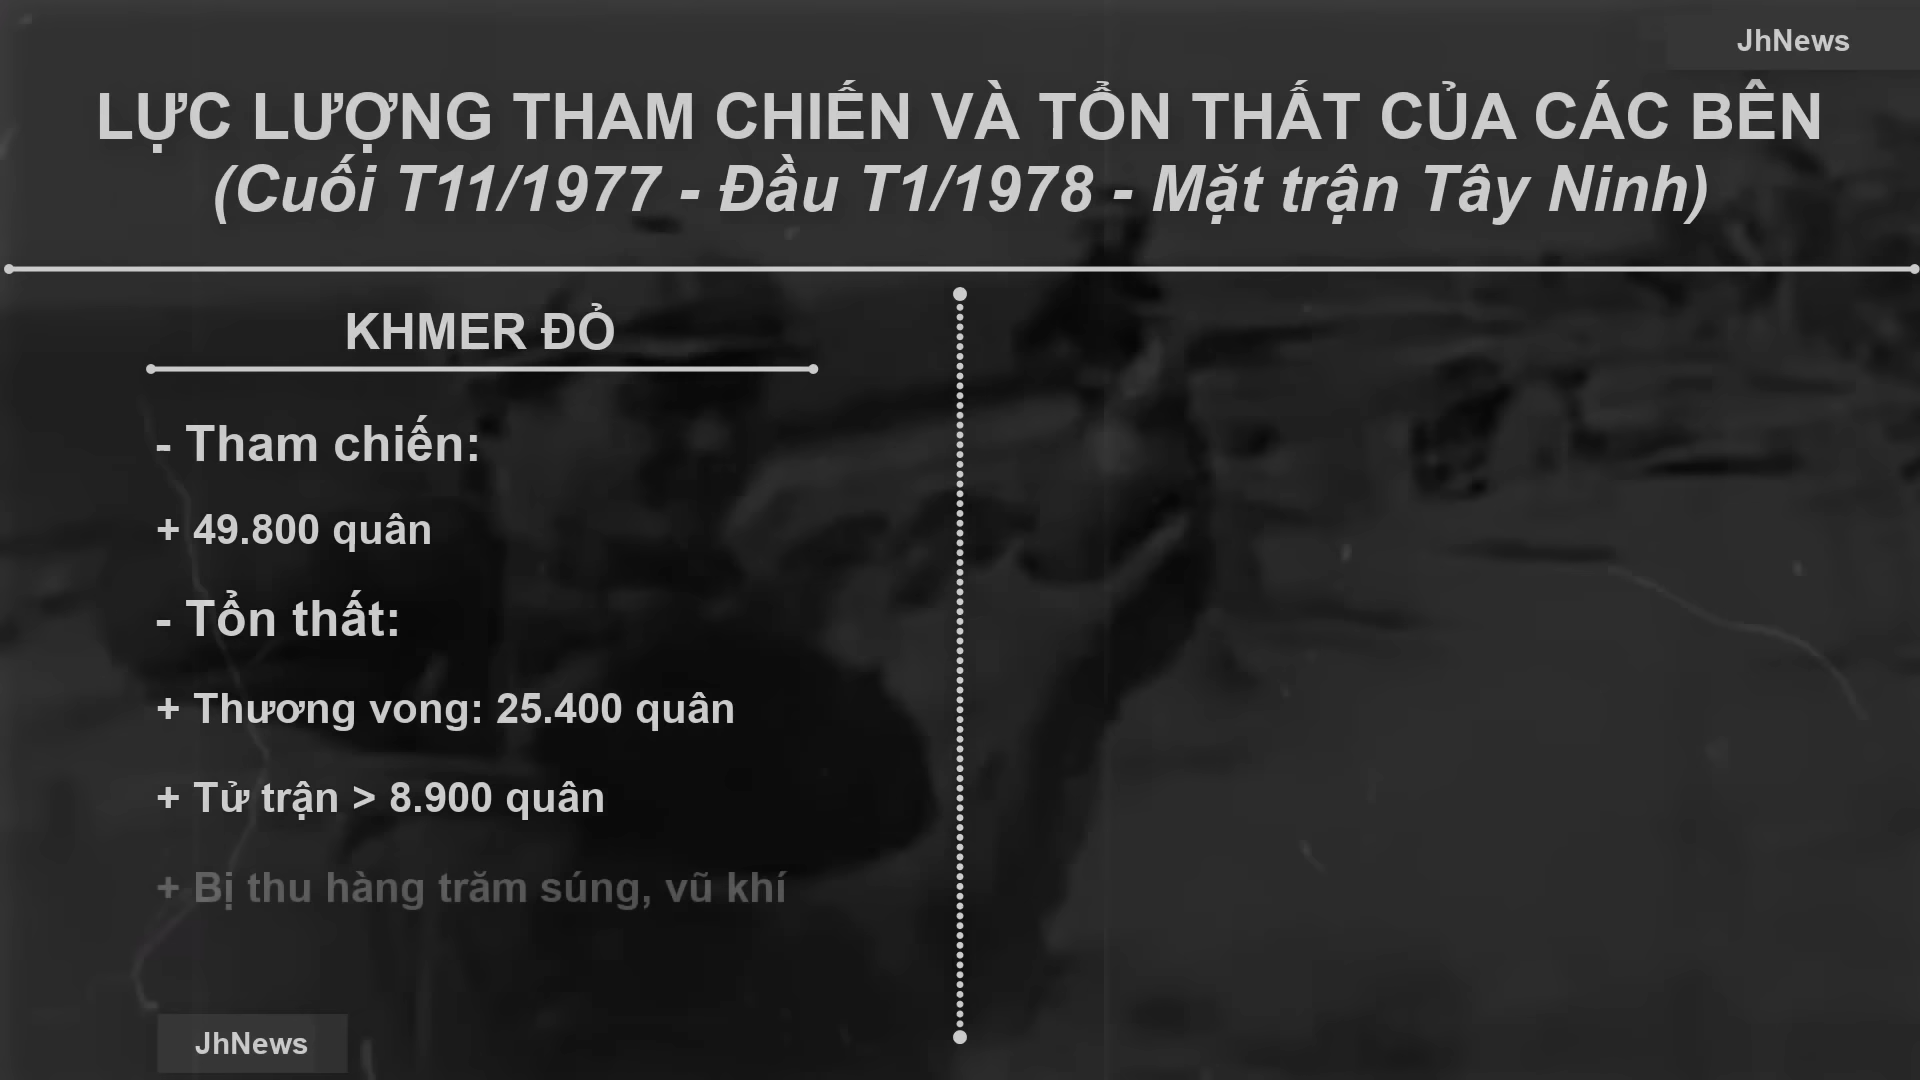 JhNews
LỰC LƯỢNG THAM CHIẾN VÀ TỔN THẤT CỦA CÁC BÊN
(Cuối T11/1977 - Đầu T1/1978 - Mặt trận Tây Ninh)
KHMER ĐỎ
- Tham chiến:
+ 49.800 quân
- Tổn thất:
+ Thương vong: 25.400 quân
+ Tử trận > 8.900 quân
+ Bị thu hàng trăm súng, vũ khí
JhNews